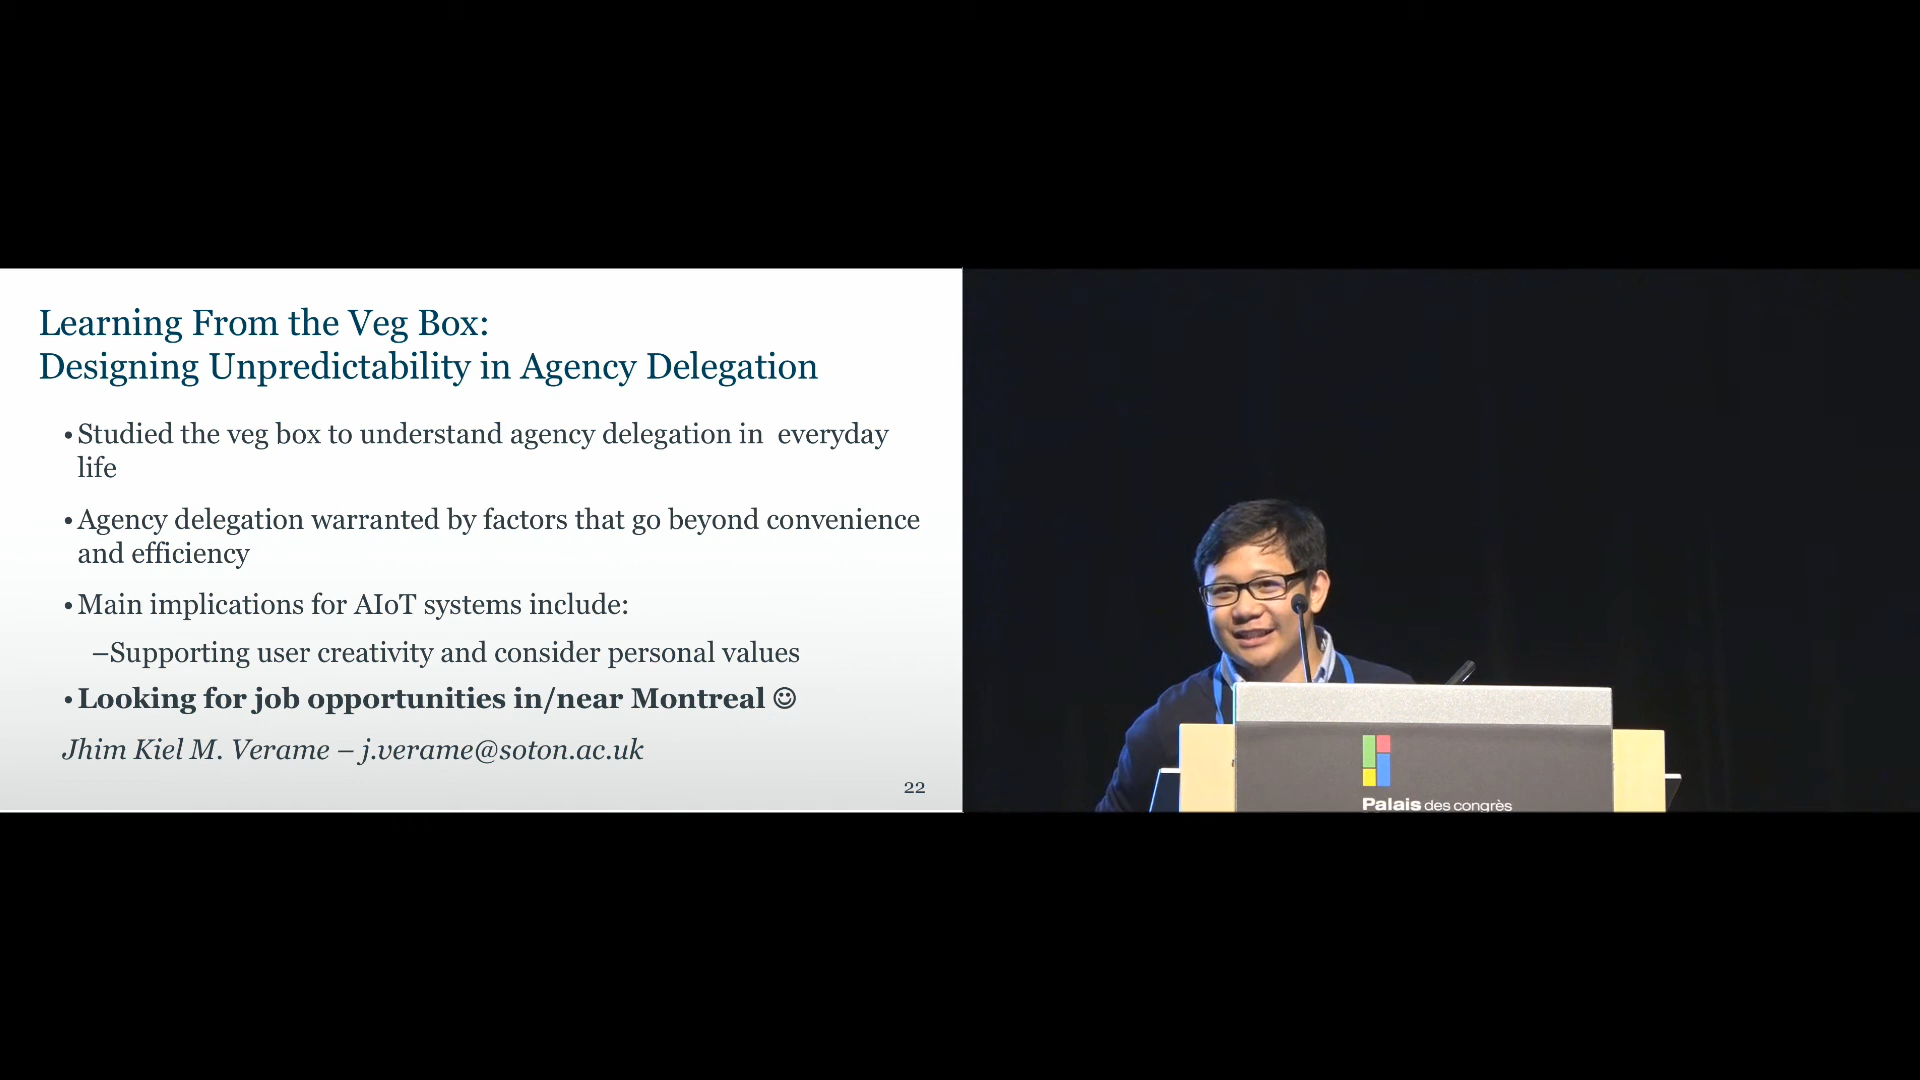 Learning From the Veg Box:
Designing Unpredictability in Agency Delegation
•Studied the veg box to understand agency delegation in  everyday
life
•Agency delegation warranted by factors that go beyond convenience
and efficiency
•Main implications for AIoT systems include:
–Supporting user creativity and consider personal values
•Looking for job opportunities in/near Montreal ☺
Jhim Kiel M. Verame – j.verame@soton.ac.uk
22
Palais des congrès